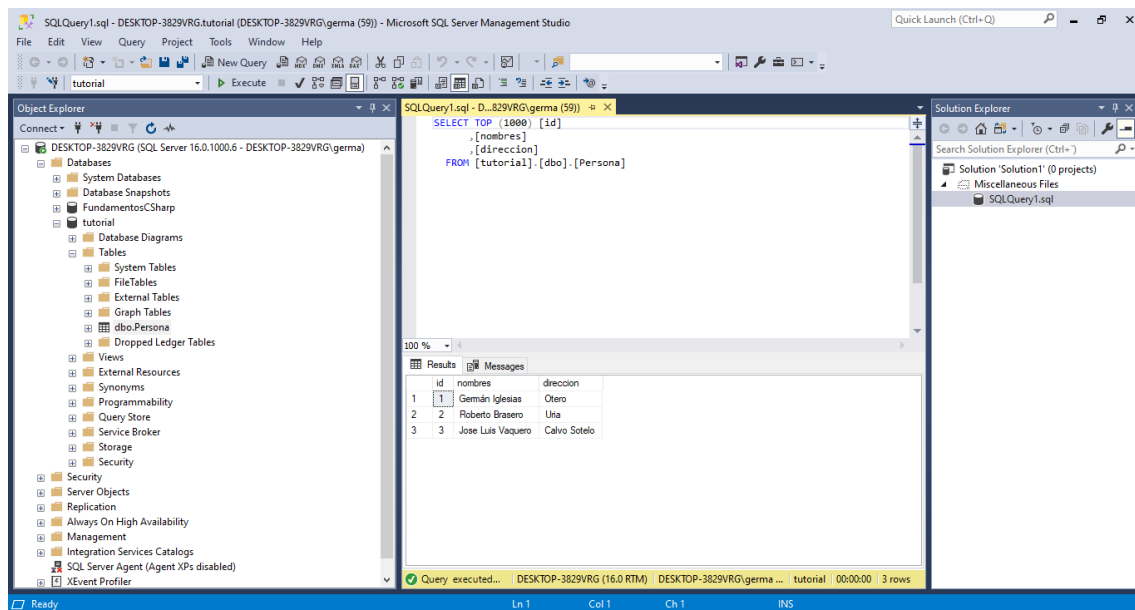 SQLQuery1.sql - DESKTOP-3829VRG.tutorial (DESKTOP-3829VRG\germa (59)) - Microsoft SQL Server Management Studio
Quick Launch (Ctrl+Q)
File Edit View Query Project Tools Window Help
New Query
MDX DMX XMLA DAX
tutorial
Execute
Object Explorer
Connect
DESKTOP-3829VRG (SQL Server 16.0.1000.6 - DESKTOP-3829VRG\germa)
Databases
System Databases
Database Snapshots
FundamentosCSharp
tutorial
Database Diagrams
Tables
System Tables
FileTables
External Tables
Graph Tables
dbo.Persona
Dropped Ledger Tables
Views
External Resources
Synonyms
Programmability
Query Store
Service Broker
Storage
Security
Security
Server Objects
Replication
Always On High Availability
Management
Integration Services Catalogs
SQL Server Agent (Agent XPs disabled)
XEvent Profiler
SQLQuery1.sql - D...829VRG\germa (59))
SELECT TOP (1000) [id]
,[nombres]
,[direccion]
FROM [tutorial].[dbo].[Persona]
100 %
Results Messages
id nombres direccion
1 1 Germán Iglesias Otero
2 2 Roberto Brasero Uria
3 3 Jose Luis Vaquero Calvo Sotelo
Query executed... DESKTOP-3829VRG (16.0 RTM) DESKTOP-3829VRG\germa ... tutorial 00:00:00 3 rows
Solution Explorer
Search Solution Explorer (Ctrl+¨)
Solution 'Solution1' (0 projects)
Miscellaneous Files
SQLQuery1.sql
Ready Ln 1 Col 1 Ch 1 INS